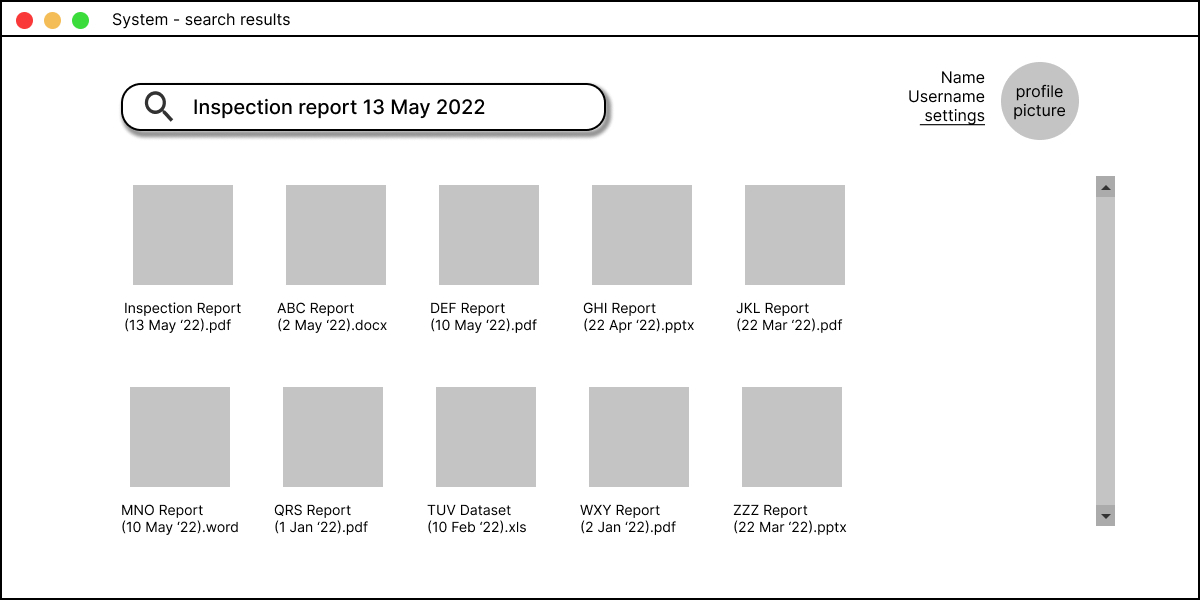 System - search results
Inspection report 13 May 2022
Name
Username
settings
profile
picture
Inspection Report
(13 May ‘22).pdf
ABC Report
(2 May ‘22).docx
DEF Report
(10 May ‘22).pdf
GHI Report
(22 Apr ‘22).pptx
JKL Report
(22 Mar ‘22).pdf
MNO Report
(10 May ‘22).word
QRS Report
(1 Jan ‘22).pdf
TUV Dataset
(10 Feb ‘22).xls
WXY Report
(2 Jan ‘22).pdf
ZZZ Report
(22 Mar ‘22).pptx